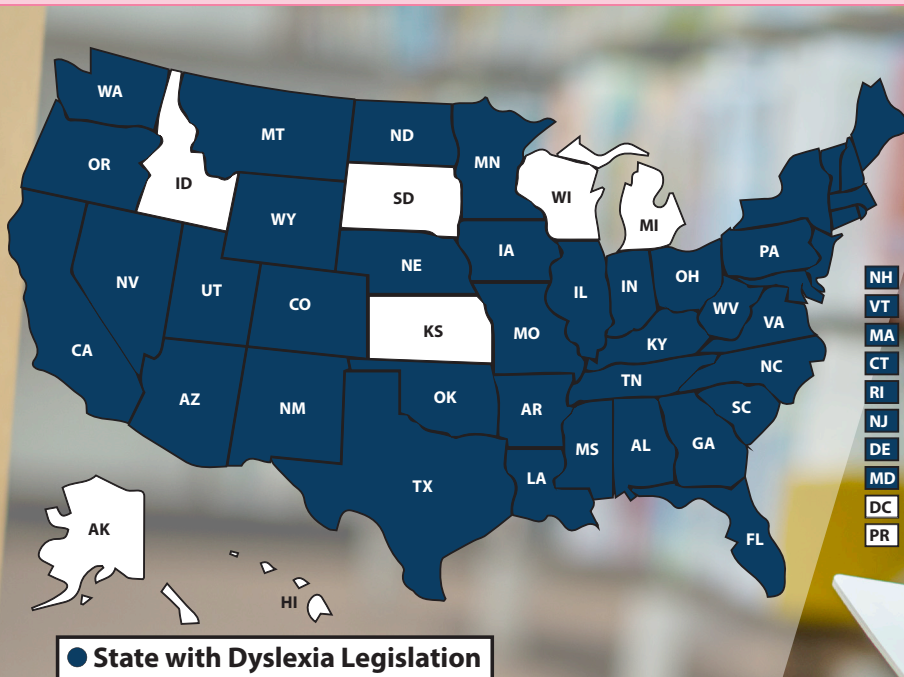 WA
MT
ND
MN
OR
ID
SD
WI
MI
WY
IA
NE
PA
NV
UT
CO
IL
IN
OH
WV
VA
KS
MO
KY
CA
NC
TN
AZ
NM
OK
AR
SC
MS
AL
GA
TX
LA
FL
AK
HI
NH
VT
MA
CT
RI
NJ
DE
MD
DC
PR
State with Dyslexia Legislation